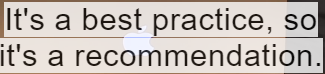 It's a best practice, so
it's a recommendation.